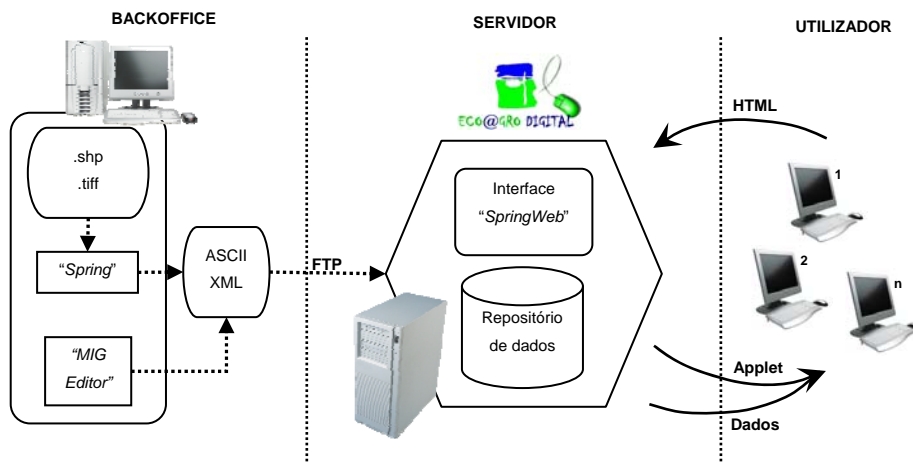 BACKOFFICE
SERVIDOR
UTILIZADOR
ECO@GRO DIGITAL
HTML
.shp
.tiff
Interface
“SpringWeb”
1
“Spring”
ASCII
XML
FTP
2
n
Repositório
de dados
“MIG
Editor”
Applet
Dados